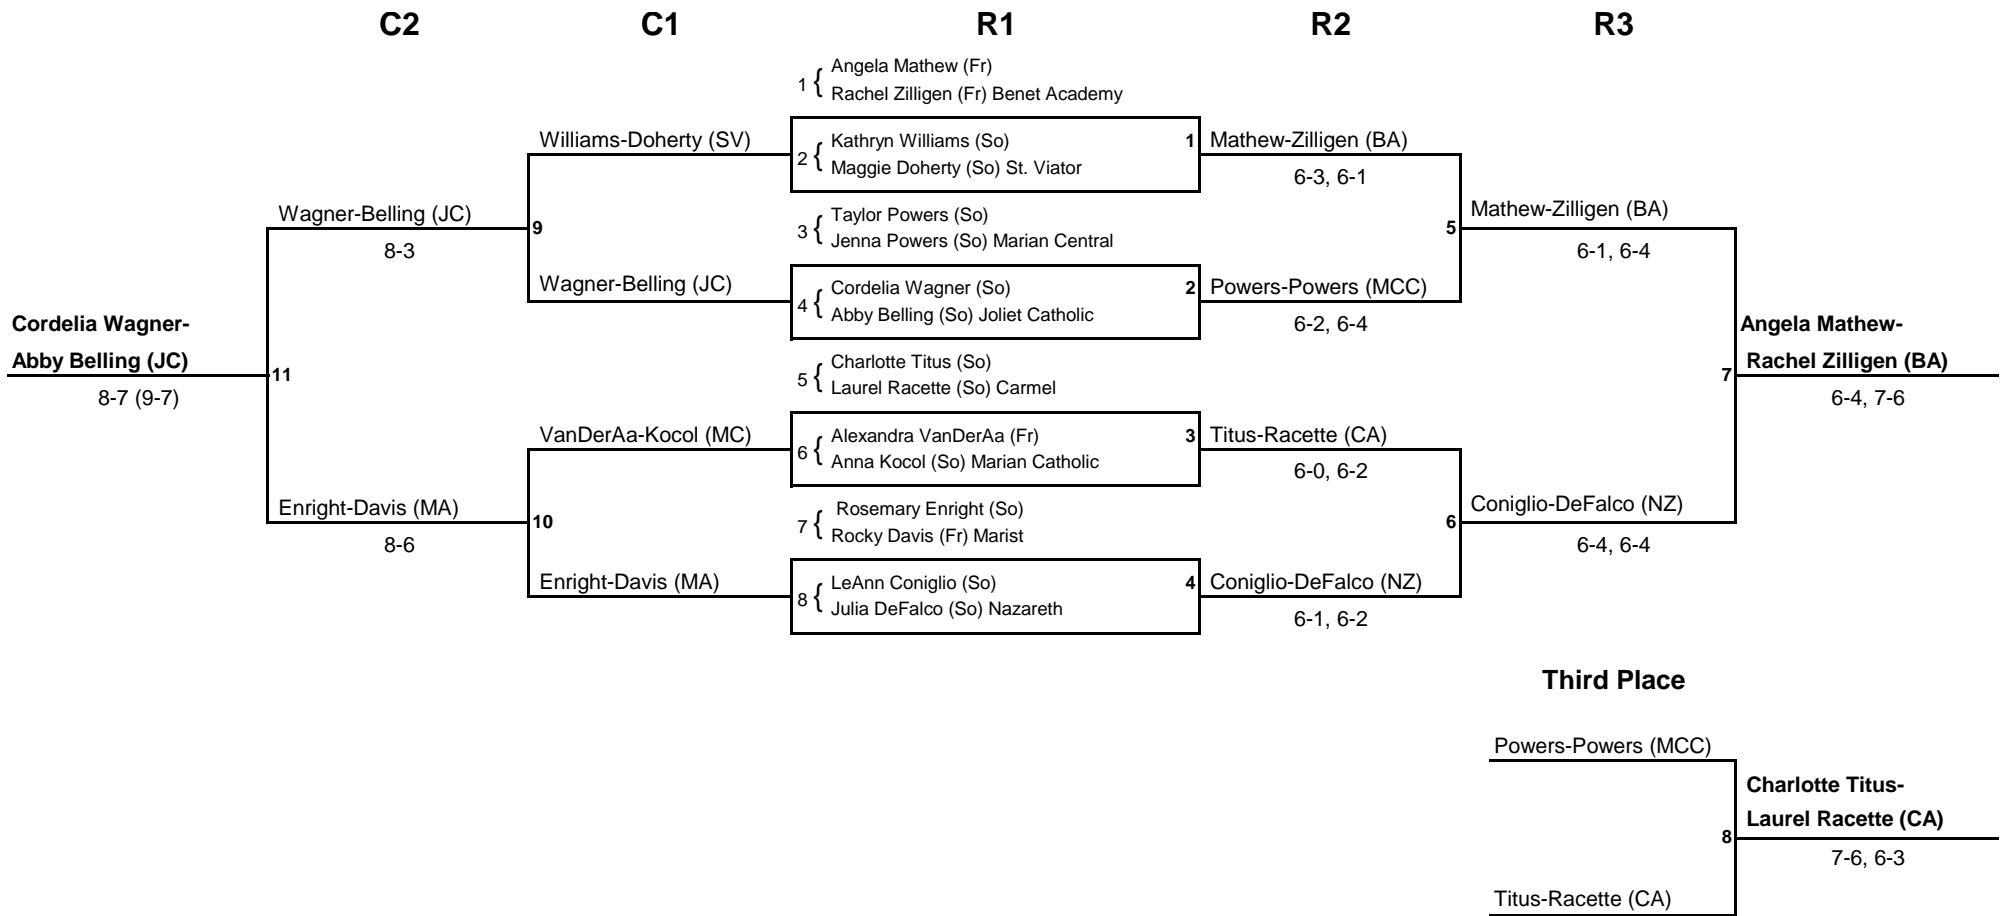 C2 C1 R1 R2 R3
1 { Angela Mathew (Fr)
Rachel Zilligen (Fr) Benet Academy
Williams-Doherty (SV)
2 { Kathryn Williams (So)
Maggie Doherty (So) St. Viator
1 Mathew-Zilligen (BA)
6-3, 6-1
Wagner-Belling (JC)
8-3
9
3 { Taylor Powers (So)
Jenna Powers (So) Marian Central
5 Mathew-Zilligen (BA)
6-1, 6-4
Wagner-Belling (JC)
4 { Cordelia Wagner (So)
Abby Belling (So) Joliet Catholic
2 Powers-Powers (MCC)
6-2, 6-4
Cordelia Wagner-
Abby Belling (JC)
8-7 (9-7)
11
5 { Charlotte Titus (So)
Laurel Racette (So) Carmel
7 Angela Mathew-
Rachel Zilligen (BA)
6-4, 7-6
VanDerAa-Kocol (MC)
6 { Alexandra VanDerAa (Fr)
Anna Kocol (So) Marian Catholic
3 Titus-Racette (CA)
6-0, 6-2
Enright-Davis (MA)
8-6
10
7 { Rosemary Enright (So)
Rocky Davis (Fr) Marist
6 Coniglio-DeFalco (NZ)
6-4, 6-4
Enright-Davis (MA)
8 { LeAnn Coniglio (So)
Julia DeFalco (So) Nazareth
4 Coniglio-DeFalco (NZ)
6-1, 6-2
Third Place
Powers-Powers (MCC)
Charlotte Titus-
Laurel Racette (CA)
8
7-6, 6-3
Titus-Racette (CA)